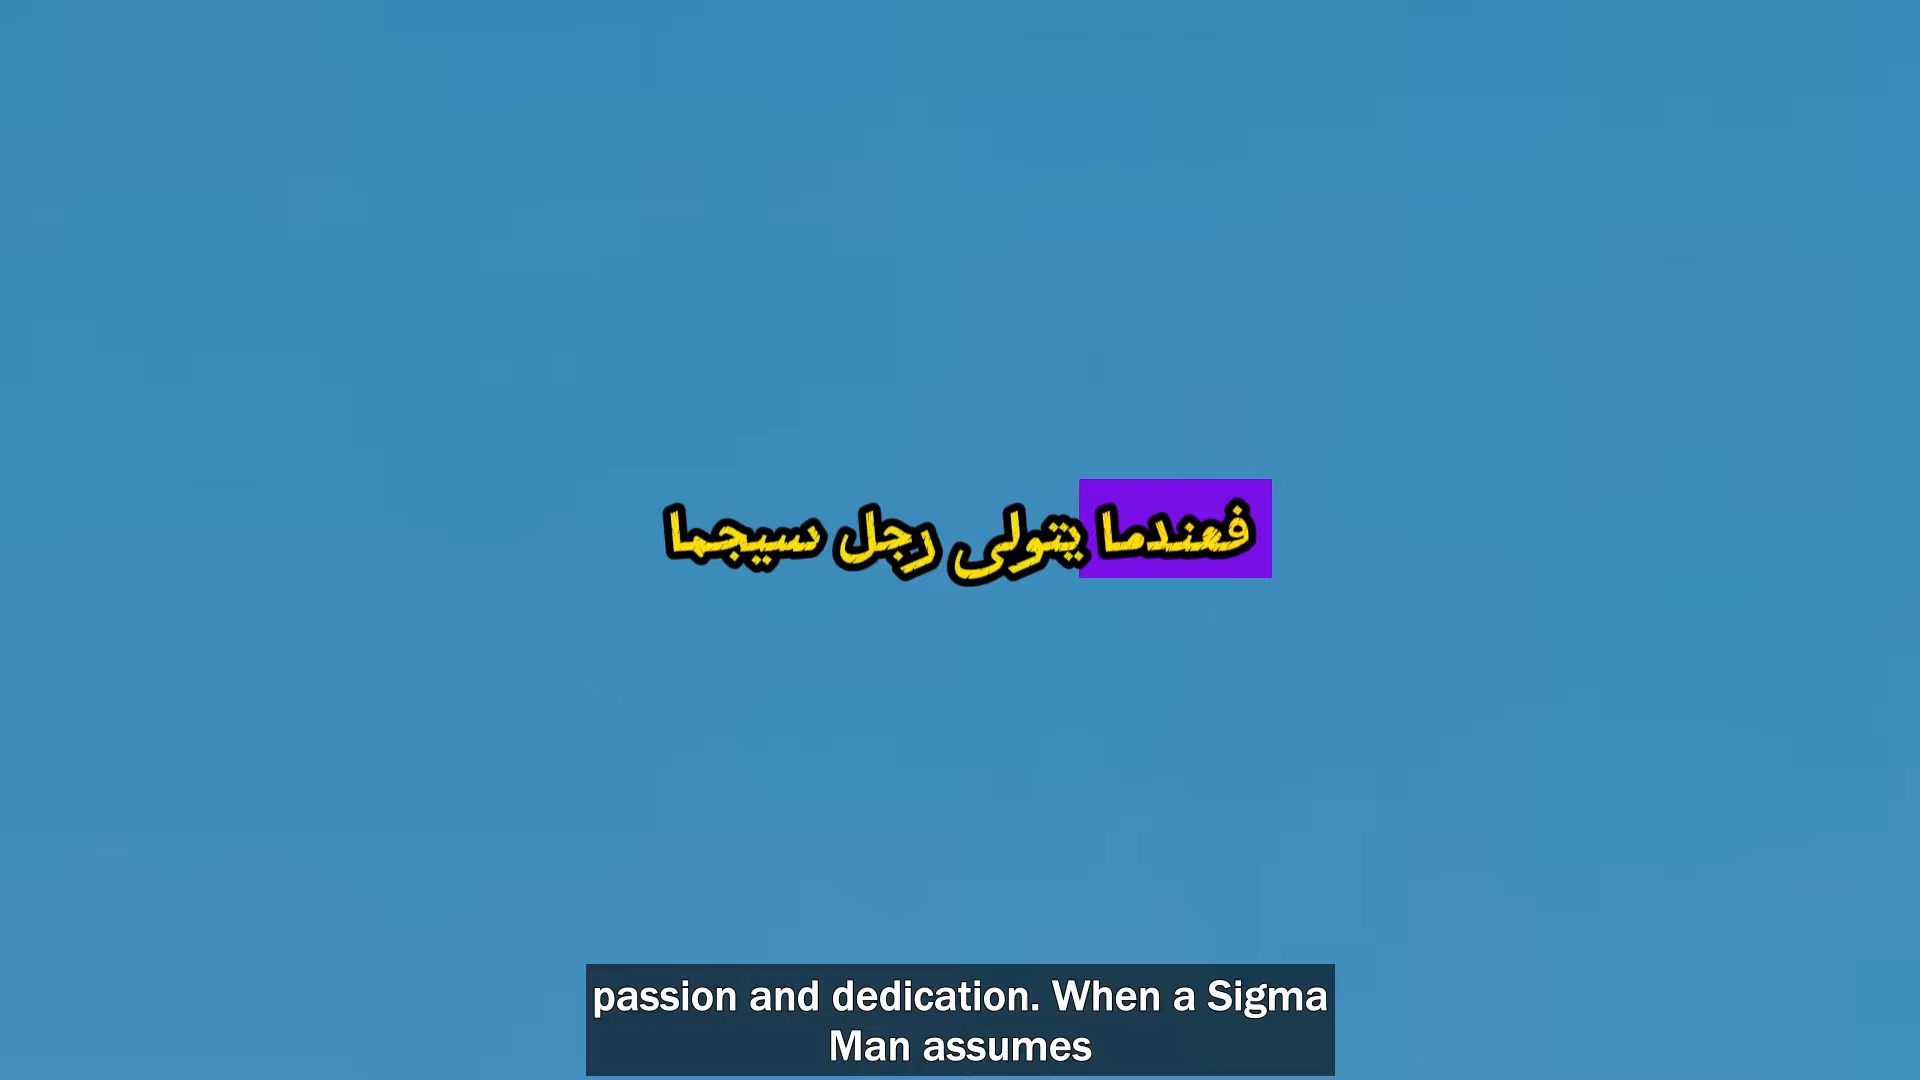 فعندما يتولى رجل سيجما
passion and dedication. When a Sigma
Man assumes